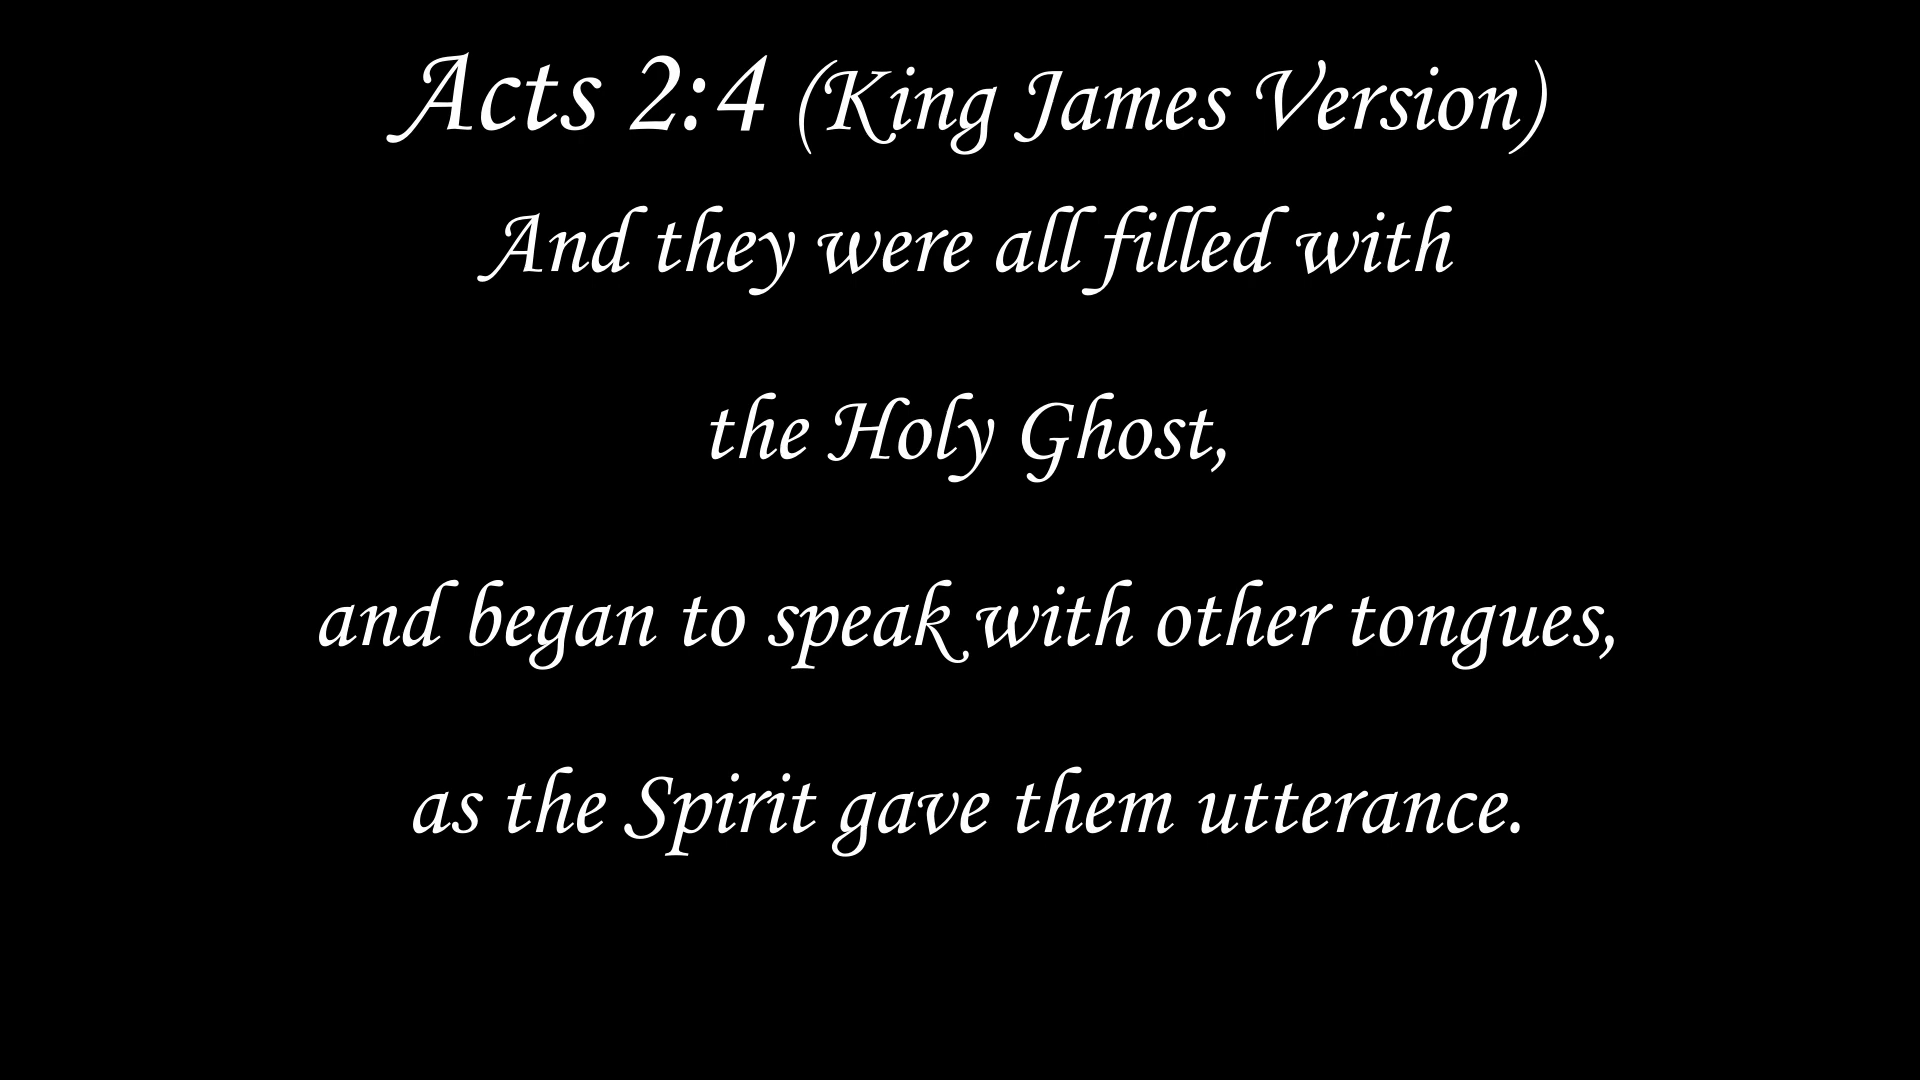 Acts 2:4 (King James Version)
And they were all filled with
the Holy Ghost,
and began to speak with other tongues,
as the Spirit gave them utterance.